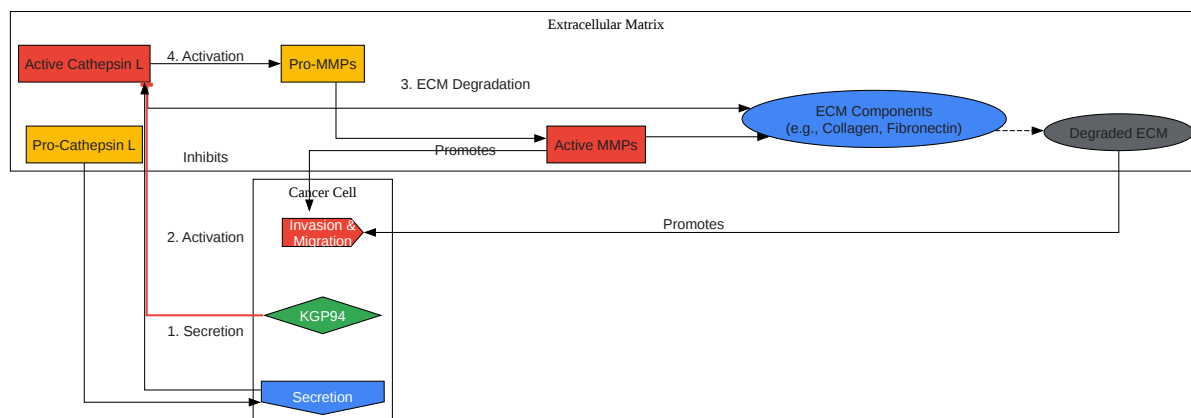 Extracellular Matrix
Active Cathepsin L
4. Activation
Pro-MMPs
3. ECM Degradation
ECM Components
(e.g., Collagen, Fibronectin)
Degraded ECM
Pro-Cathepsin L
Inhibits
Promotes
Active MMPs
Cancer Cell
Invasion &
Migration
Promotes
2. Activation
KGP94
1. Secretion
Secretion